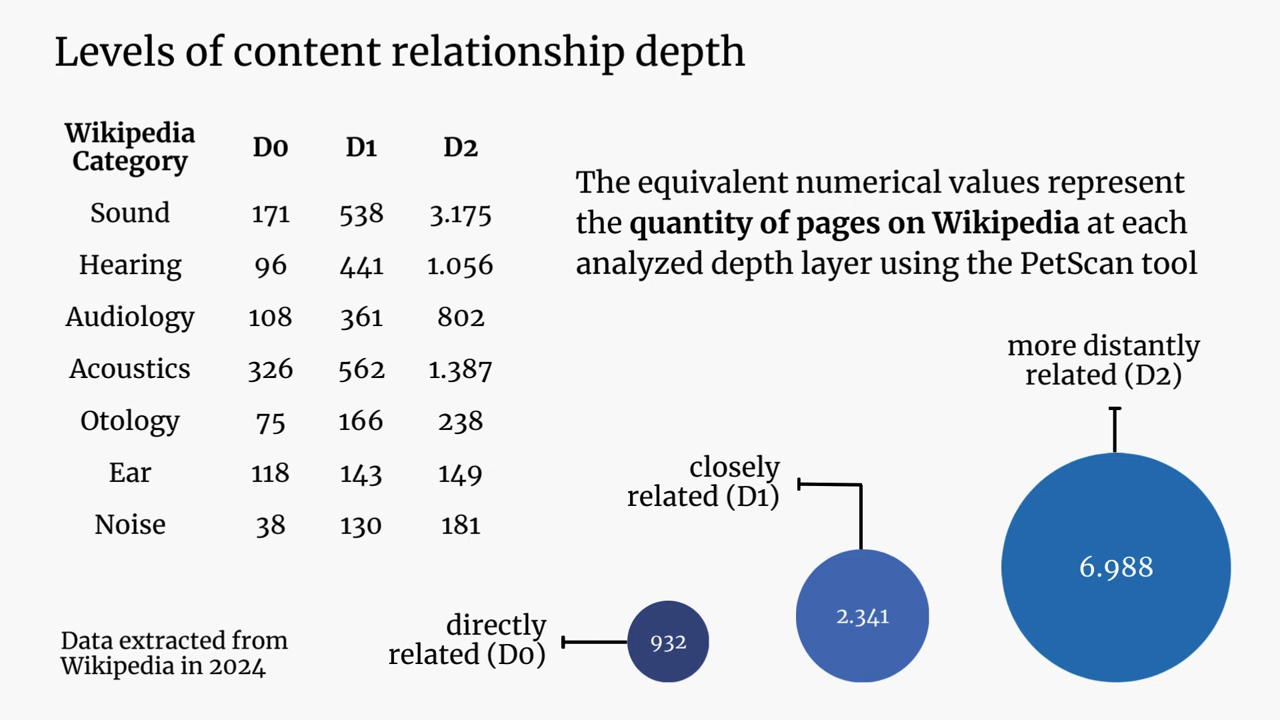 Levels of content relationship depth
Wikipedia
Category D0 D1 D2
Sound 171 538 3.175
Hearing 96 441 1.056
Audiology 108 361 802
Acoustics 326 562 1.387
Otology 75 166 238
Ear 118 143 149
Noise 38 130 181
The equivalent numerical values represent
the quantity of pages on Wikipedia at each
analyzed depth layer using the PetScan tool
more distantly
related (D2)
6.988
closely
related (D1)
2.341
directly
related (D0)
932
Data extracted from
Wikipedia in 2024